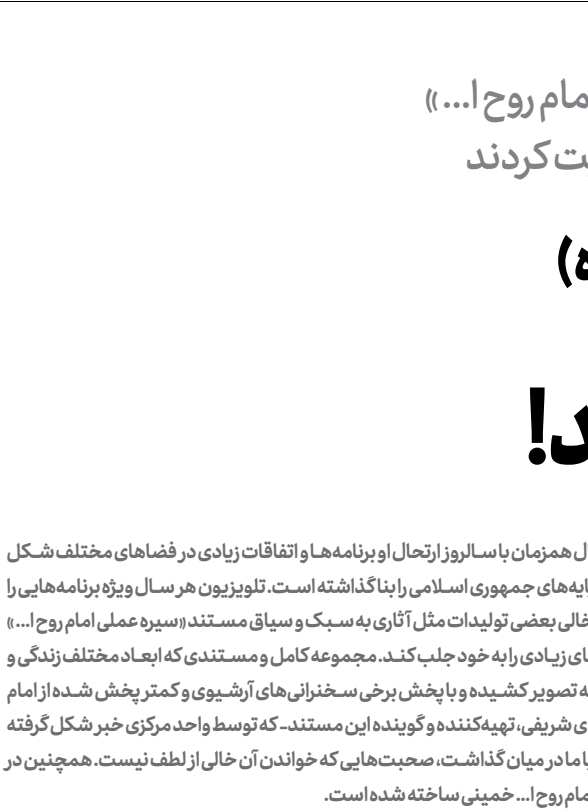 مام روح ا...»
ت کردند
ه)
د!
ل همزمان با سالروز ارتحال او برنامه‌ها و اتفاقات زیادی در فضاهای مختلف شکل
ایه‌های جمهوری اسلامی را بنا گذاشته است. تلویزیون هر سال ویژه‌برنامه‌هایی را
خالی بعضی تولیدات مثل آثاری به سبک و سیاق مستند «سیره عملی امام روح ا...»
ای زیادی را به خود جلب کند. مجموعه کامل و مستندی که ابعاد مختلف زندگی و
ه تصویر کشیده و با پخش برخی سخنرانی‌های آرشیوی و کمتر پخش شده از امام
ی شریفی، تهیه‌کننده و گوینده این مستند- که توسط واحد مرکزی خبر شکل گرفته
با ما در میان گذاشت، صحبت‌هایی که خواندن آن خالی از لطف نیست. همچنین در
مام روح ا... خمینی ساخته شده است.